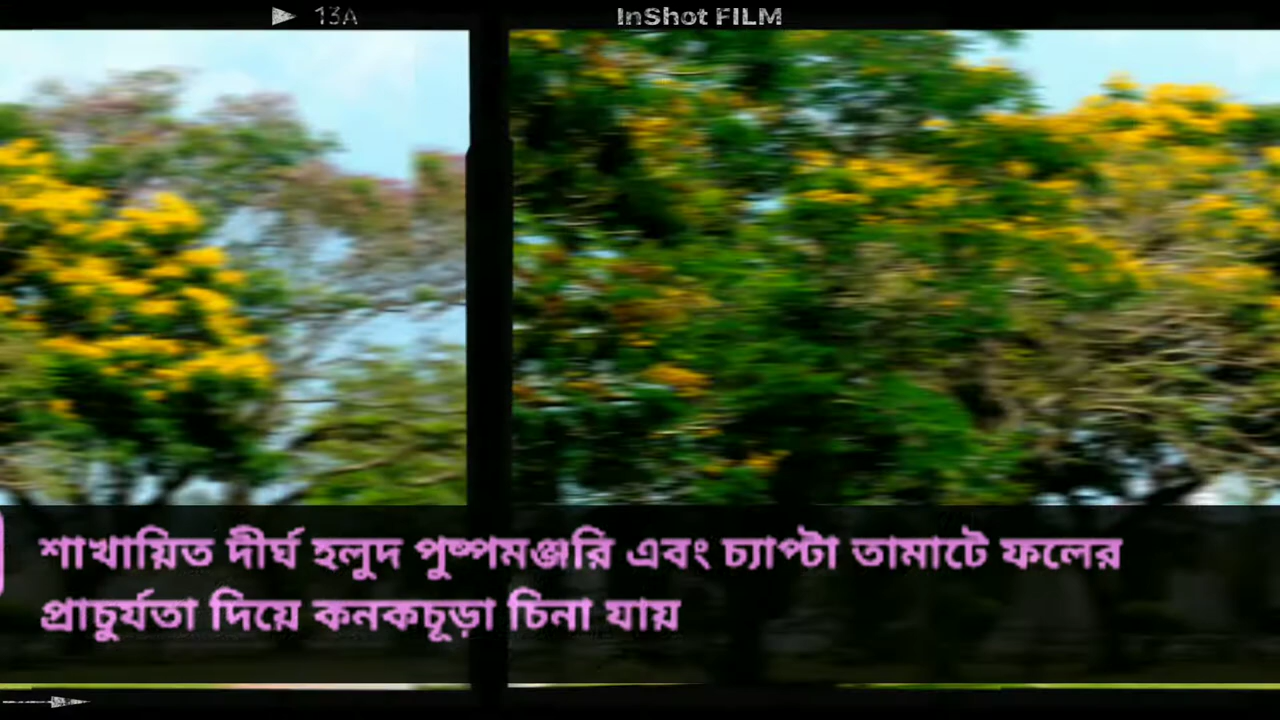 13A
InShot FILM
শাখায়িত দীর্ঘ হলুদ পুষ্পমঞ্জরি এবং চ্যাপ্টা তামাটে ফলের
প্রাচুর্যতা দিয়ে কনকচূড়া চিনা যায়